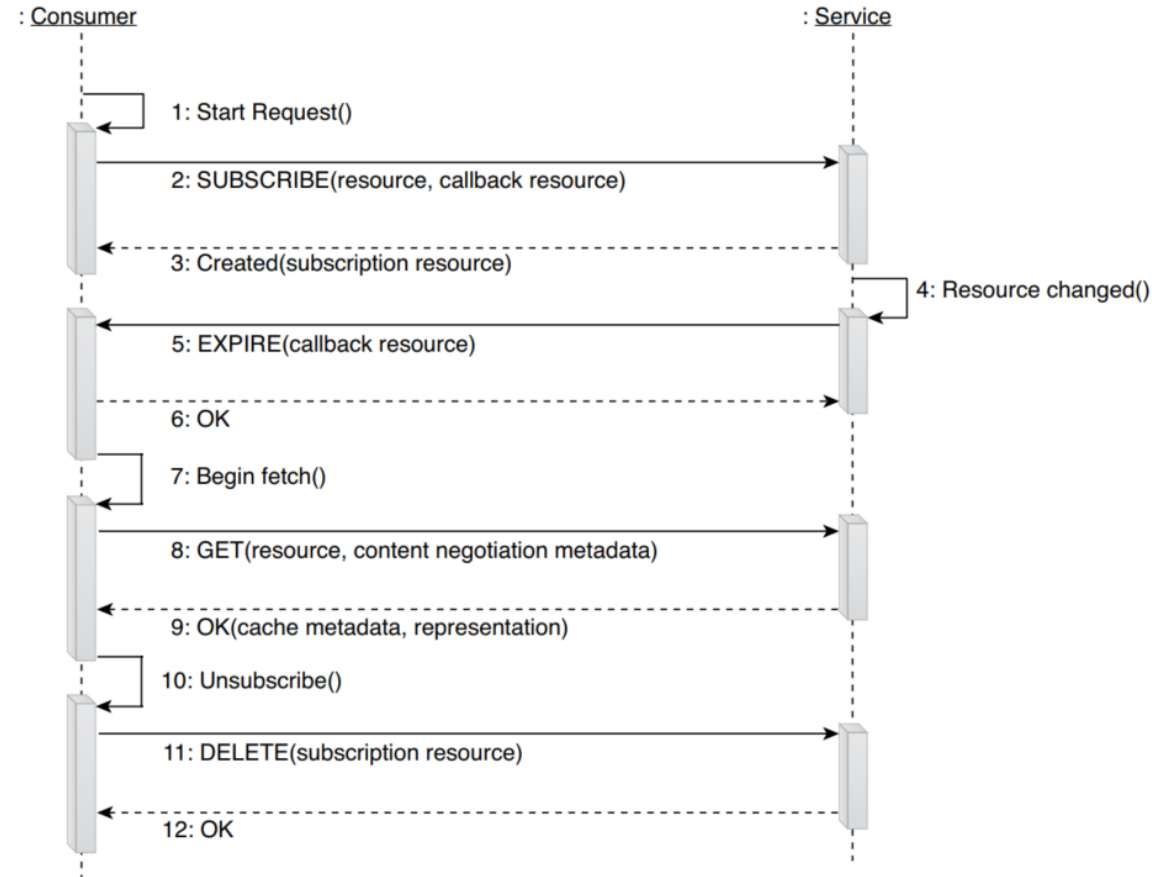 : Consumer
: Service
1: Start Request()
2: SUBSCRIBE(resource, callback resource)
3: Created(subscription resource)
4: Resource changed()
5: EXPIRE(callback resource)
6: OK
7: Begin fetch()
8: GET(resource, content negotiation metadata)
9: OK(cache metadata, representation)
10: Unsubscribe()
11: DELETE(subscription resource)
12: OK